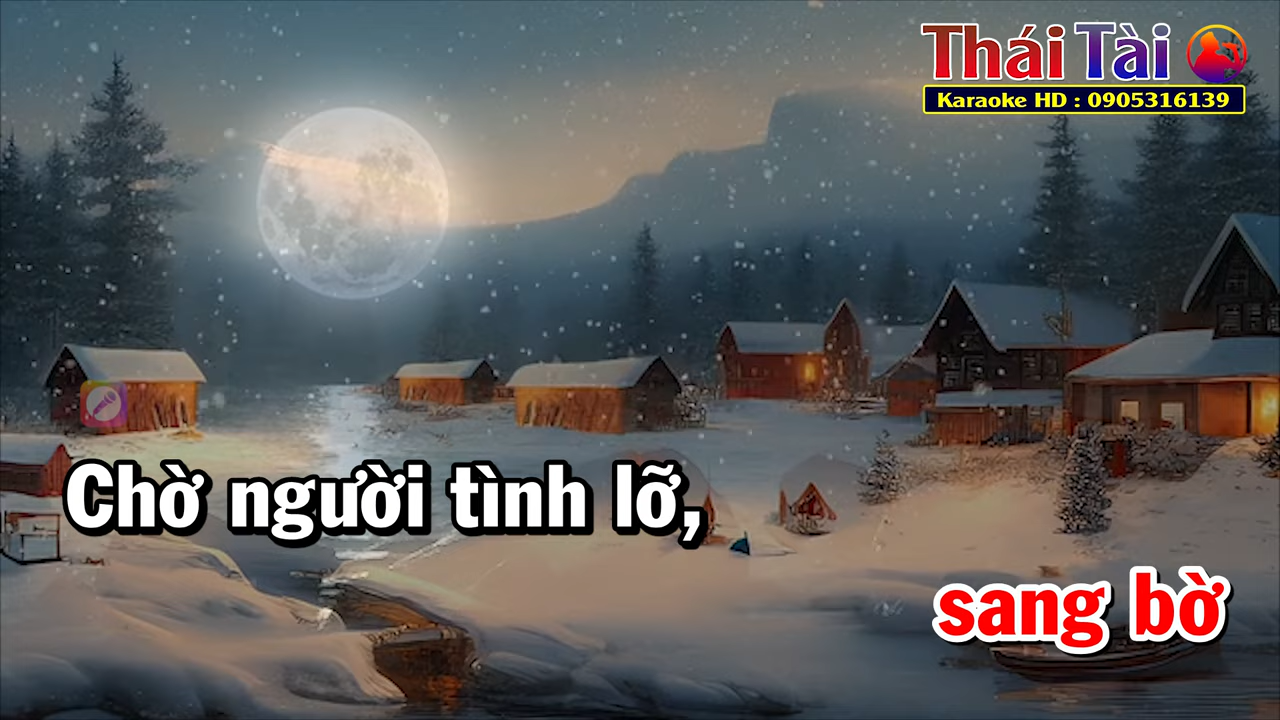 Thái Tài
Karaoke HD : 0905316139
Chờ người tình lỡ,
sang bờ